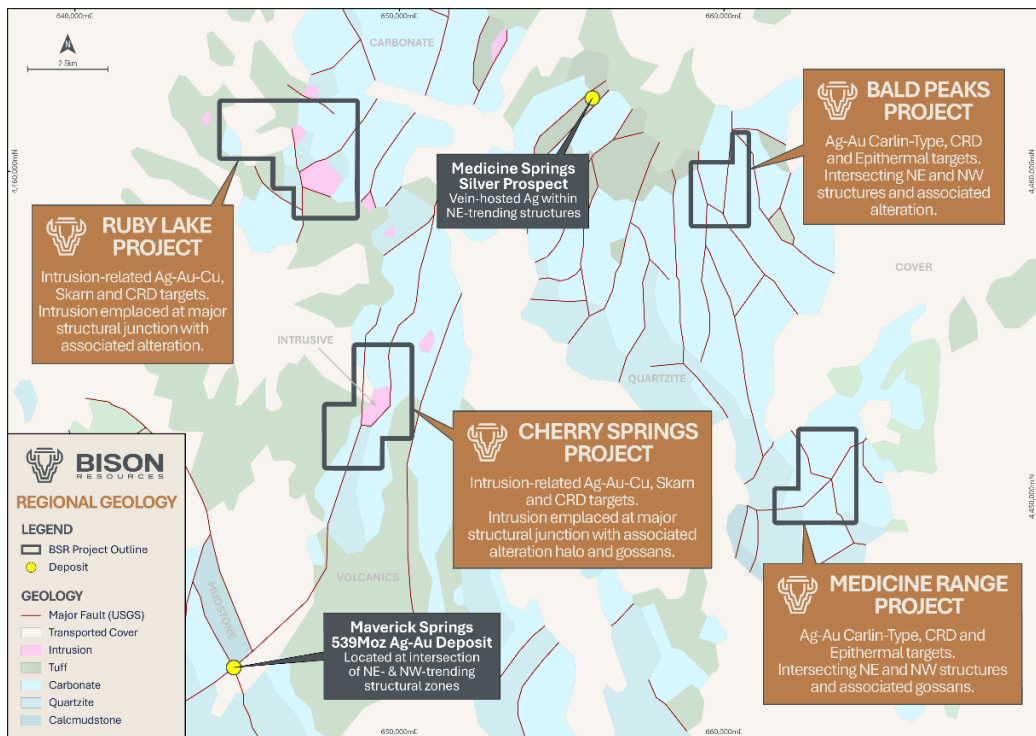 640,000mE
650,000mE
660,000mE
N
2.5km
CARBONATE
4,460,000mN
4,460,000mN
BALD PEAKS
PROJECT
Ag-Au Carlin-Type, CRD
and Epithermal targets.
Intersecting NE and NW
structures and associated
alteration.
Medicine Springs
Silver Prospect
Vein-hosted Ag within
NE-trending structures
RUBY LAKE
PROJECT
Intrusion-related Ag-Au-Cu,
Skarn and CRD targets.
Intrusion emplaced at major
structural junction with
associated alteration.
COVER
INTRUSIVE
QUARTZITE
CHERRY SPRINGS
PROJECT
Intrusion-related Ag-Au-Cu, Skarn
and CRD targets.
Intrusion emplaced at major
structural junction with associated
alteration halo and gossans.
4,450,000mN
BISON
RESOURCES
REGIONAL GEOLOGY
LEGEND
BSR Project Outline
Deposit
GEOLOGY
Major Fault (USGS)
Transported Cover
Intrusion
Tuff
Carbonate
Quartzite
Calcmudstone
MUDSTONE
VOLCANICS
Maverick Springs
539Moz Ag-Au Deposit
Located at intersection
of NE- & NW-trending
structural zones
MEDICINE RANGE
PROJECT
Ag-Au Carlin-Type, CRD and
Epithermal targets.
Intersecting NE and NW structures
and associated gossans.
650,000mE
660,000mE